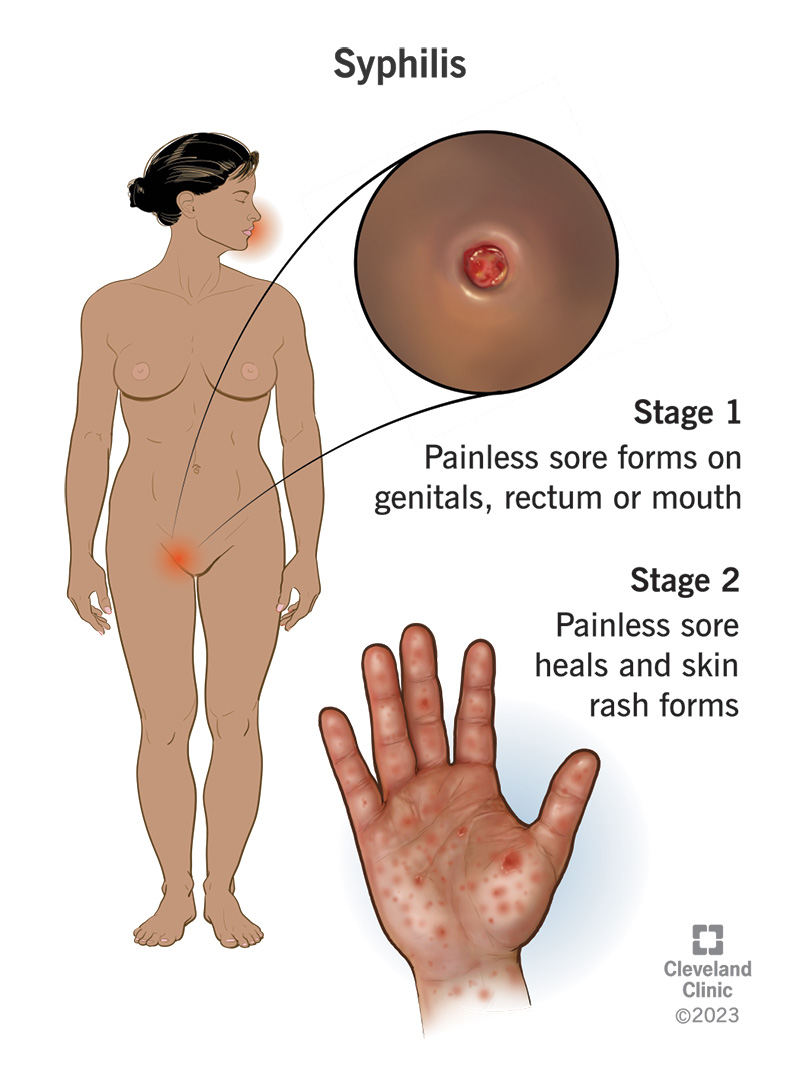 Syphilis
Stage 1
Painless sore forms on
genitals, rectum or mouth
Stage 2
Painless sore
heals and skin
rash forms
Cleveland
Clinic
©2023